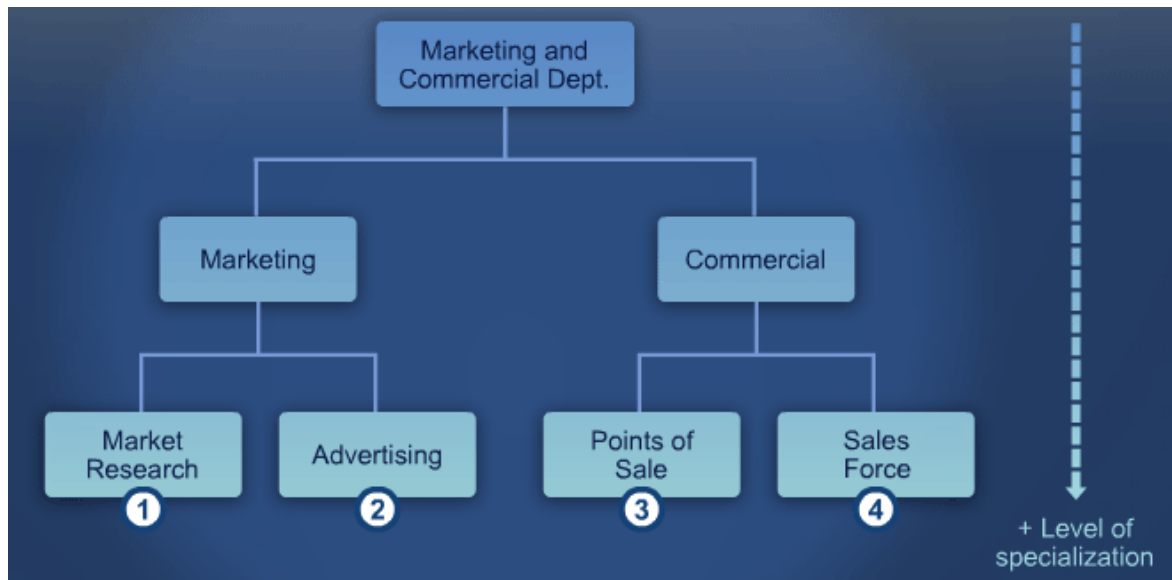 Marketing and
Commercial Dept.
Marketing
Commercial
Market
Research
Advertising
Points of
Sale
Sales
Force
1
2
3
4
+ Level of
specialization